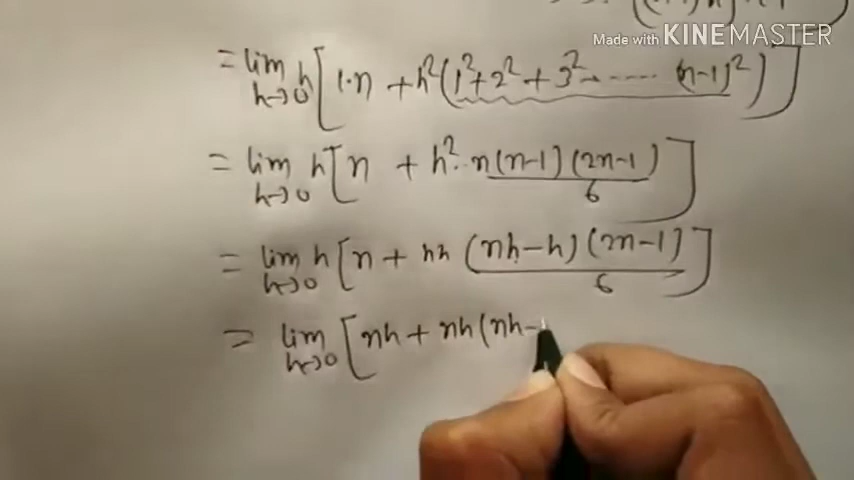 Made with KINEMASTER
= lim h→0 h[1·n + h²(1²+2²+3²------(n-1)²)]
= lim h→0 h[n + h²·n(n-1)(2n-1)/6]
= lim h→0 h[n + nh (nh-h)(2n-1)/6]
= lim h→0 [nh + nh(nh-